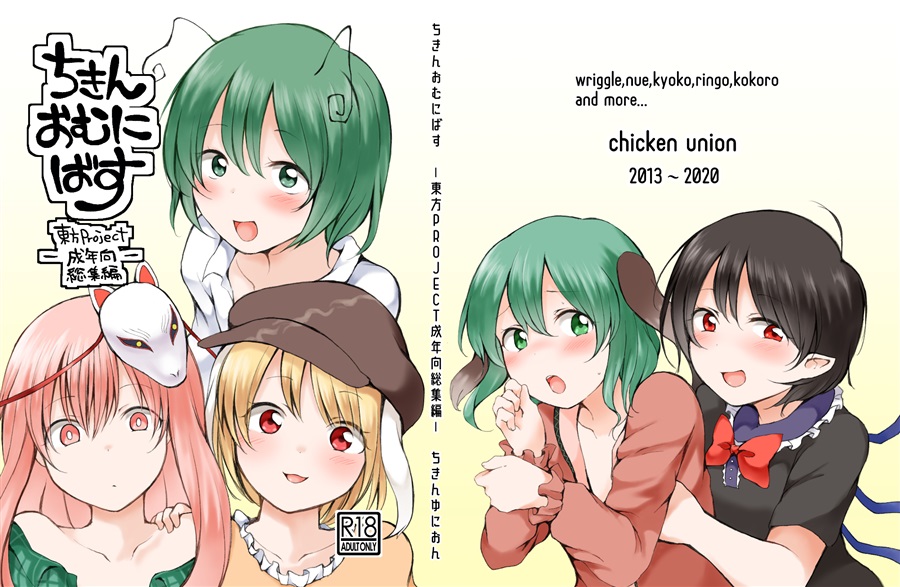 ちきん
おむに
ばす
東方Project
成年向
総集編
R-18
ADULT ONLY
ちきんおむにばす －東方PROJECT成年向総集編－ ちきんゆにおん
wriggle,nue,kyoko,ringo,kokoro
and more...
chicken union
2013～2020